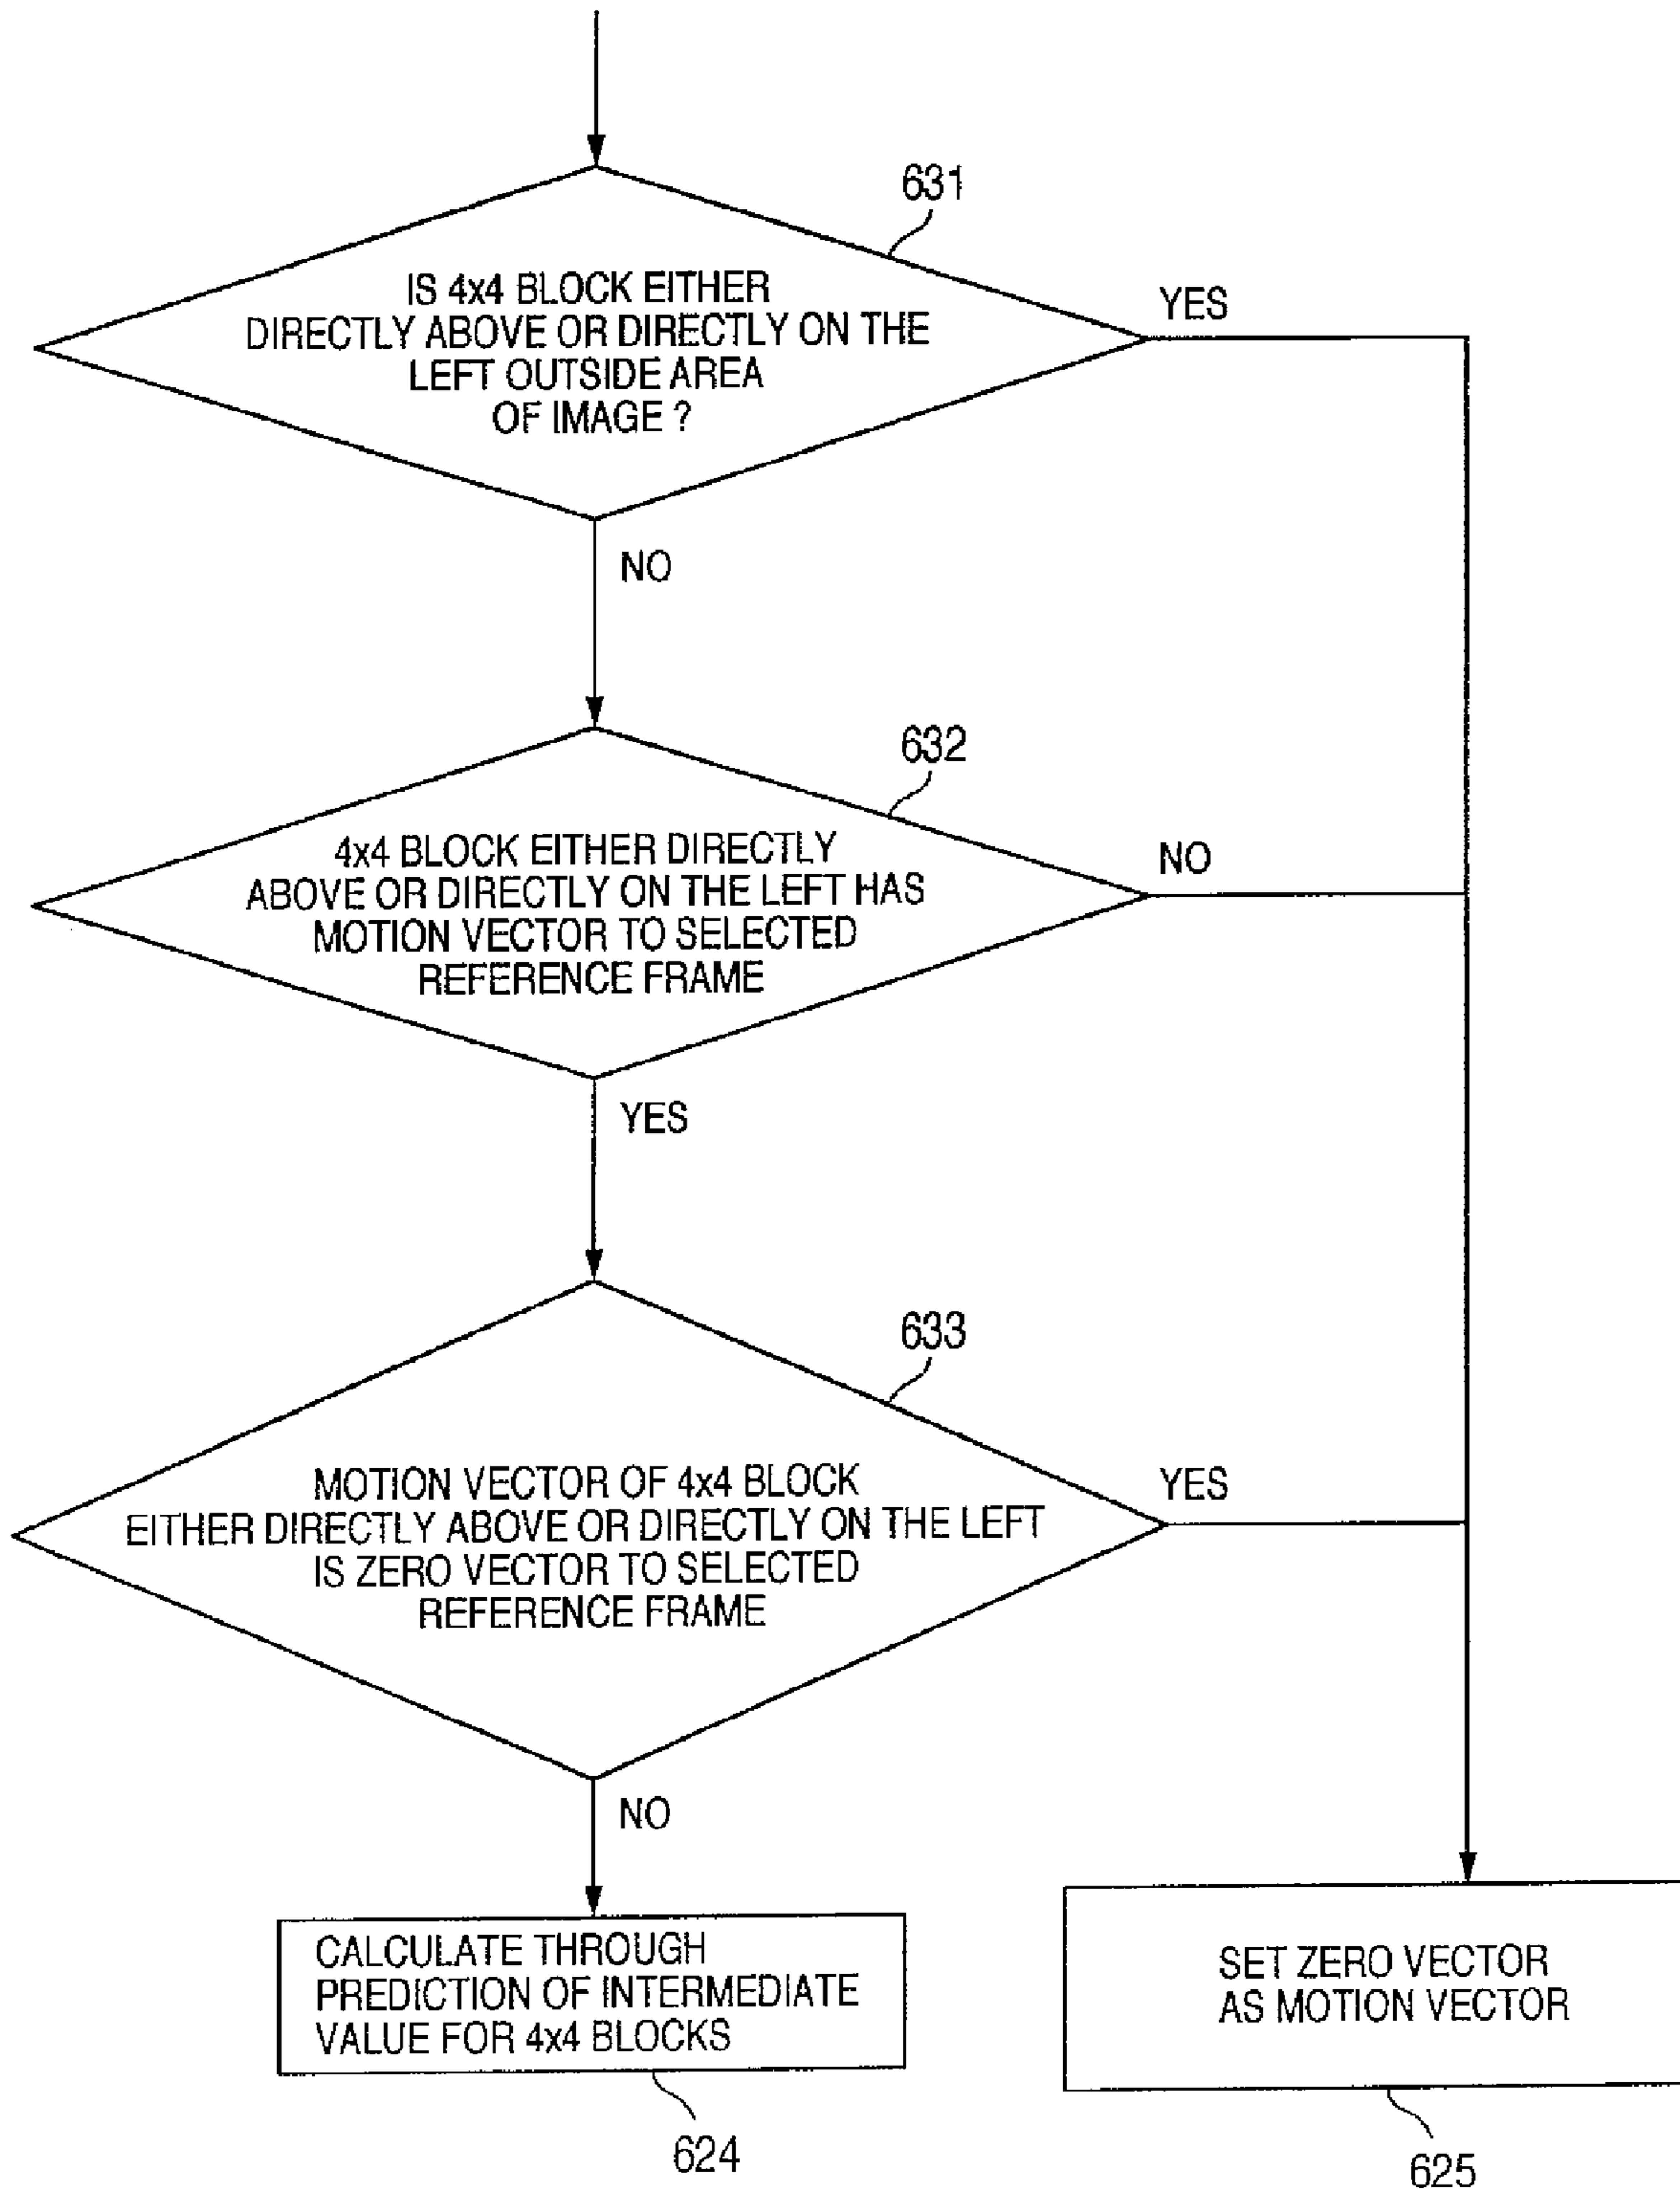 631
IS 4x4 BLOCK EITHER
DIRECTLY ABOVE OR DIRECTLY ON THE
LEFT OUTSIDE AREA
OF IMAGE ?
YES
NO
632
4x4 BLOCK EITHER DIRECTLY
ABOVE OR DIRECTLY ON THE LEFT HAS
MOTION VECTOR TO SELECTED
REFERENCE FRAME
NO
YES
633
MOTION VECTOR OF 4x4 BLOCK
EITHER DIRECTLY ABOVE OR DIRECTLY ON THE LEFT
IS ZERO VECTOR TO SELECTED
REFERENCE FRAME
YES
NO
CALCULATE THROUGH
PREDICTION OF INTERMEDIATE
VALUE FOR 4x4 BLOCKS
624
SET ZERO VECTOR
AS MOTION VECTOR
625